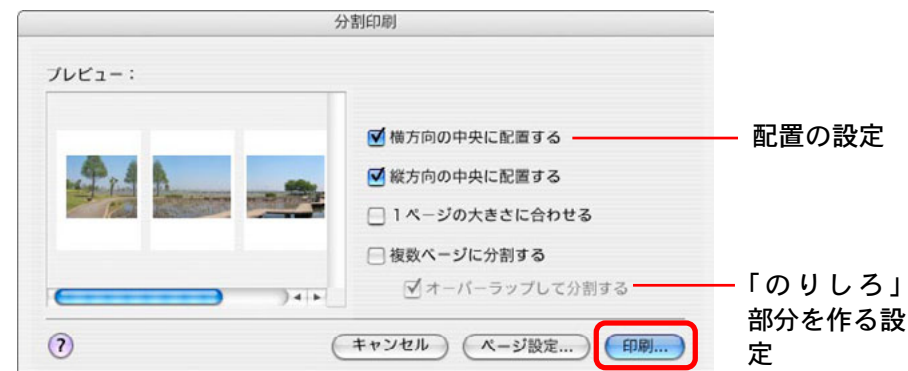 分割印刷
プレビュー：
横方向の中央に配置する
配置の設定
縦方向の中央に配置する
1ページの大きさに合わせる
複数ページに分割する
オーバーラップして分割する
「のりしろ」
部分を作る設
定
?
キャンセル
ページ設定...
印刷...